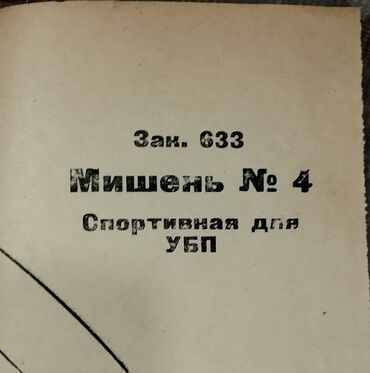 Зак. 633
Мишень № 4
Спортивная для
УБП